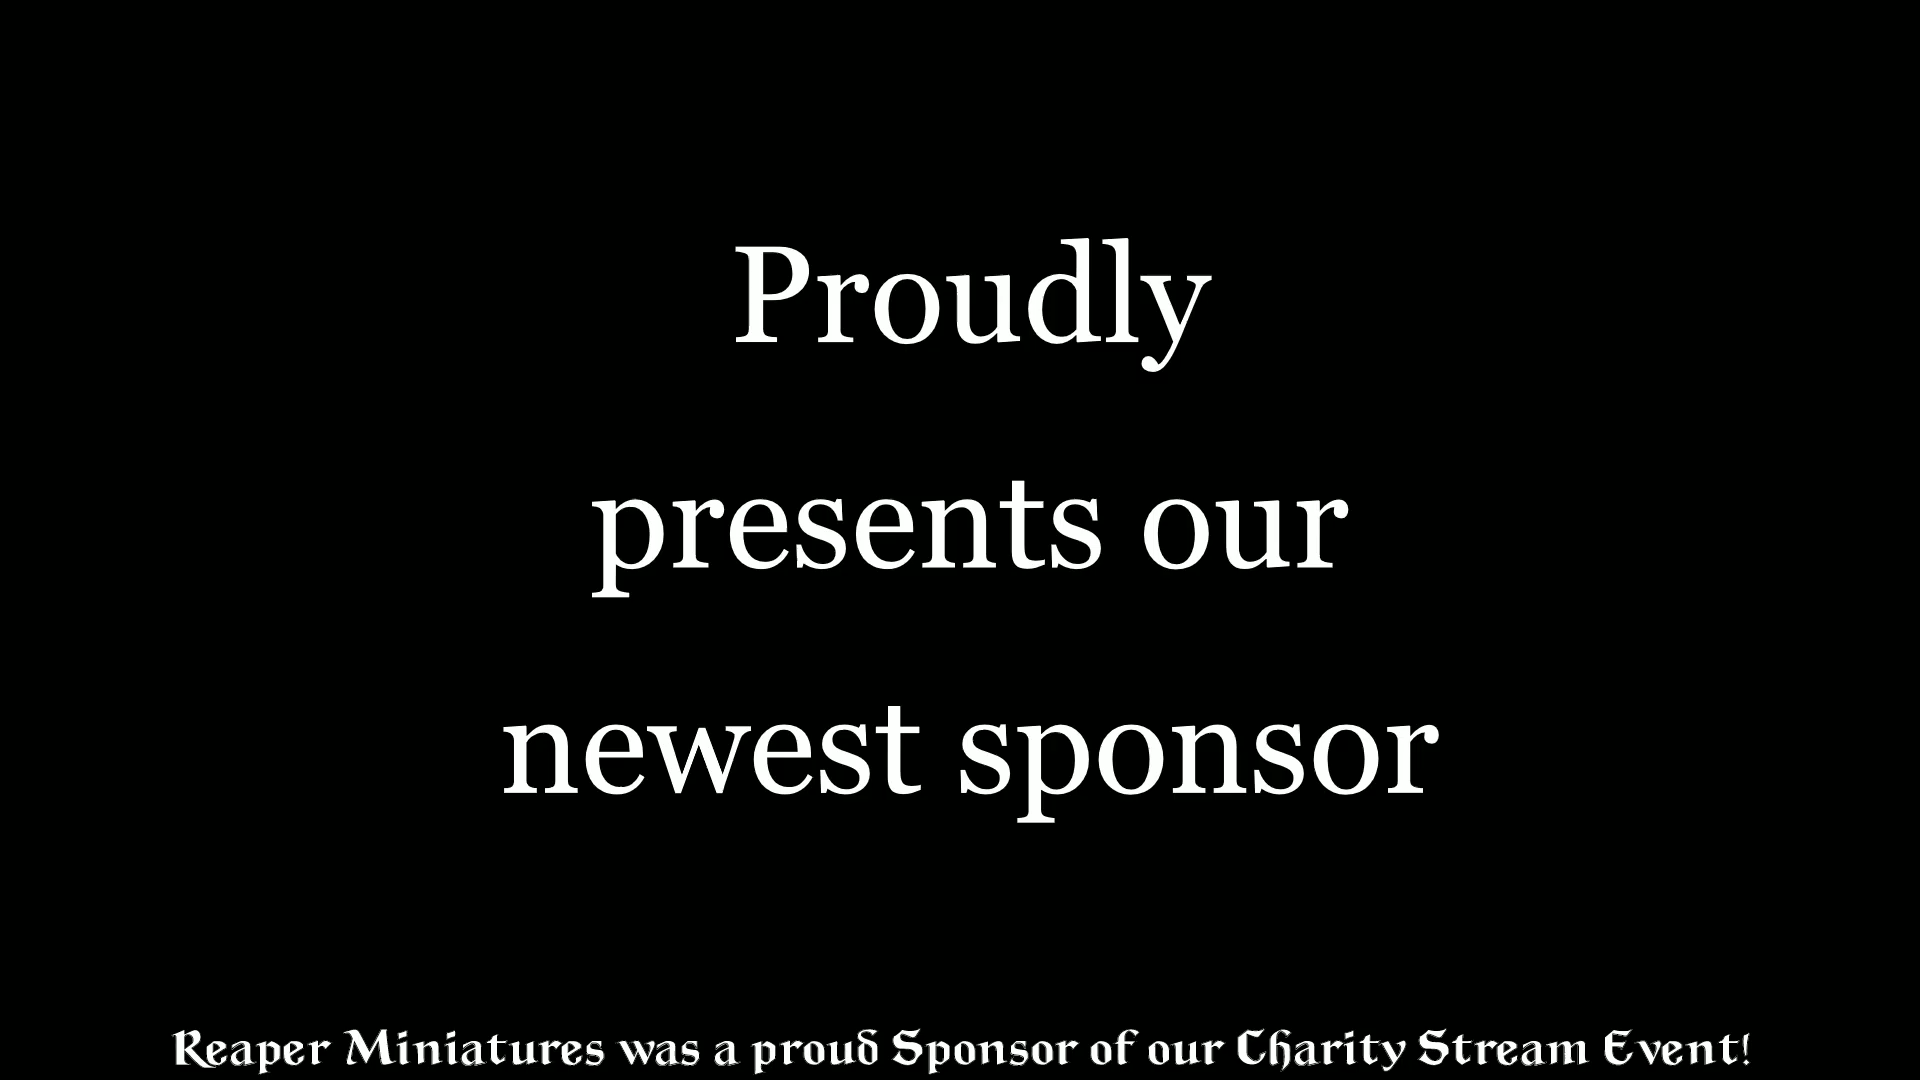 Proudly
presents our
newest sponsor
Reaper Miniatures was a proud Sponsor of our Charity Stream Event!